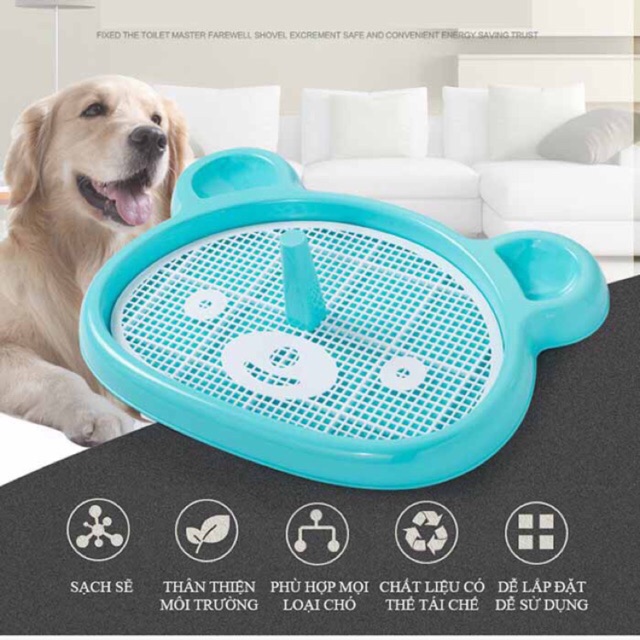 FIXED THE TOILET MASTER FAREWELL SHOVEL EXCREMENT SAFE AND CONVENIENT ENERGY SAVING TRUST
SẠCH SẼ
THÂN THIỆN
MÔI TRƯỜNG
PHÙ HỢP MỌI
LOẠI CHÓ
CHẤT LIỆU CÓ
THỂ TÁI CHẾ
DỄ LẮP ĐẶT
DỄ SỬ DỤNG